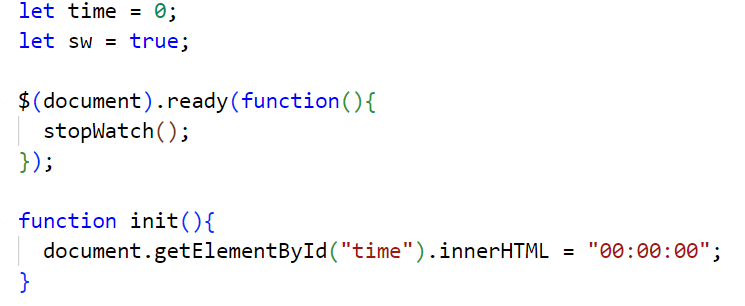 let time = 0;
let sw = true;

$(document).ready(function(){
  stopWatch();
});

function init(){
  document.getElementById("time").innerHTML = "00:00:00";
}